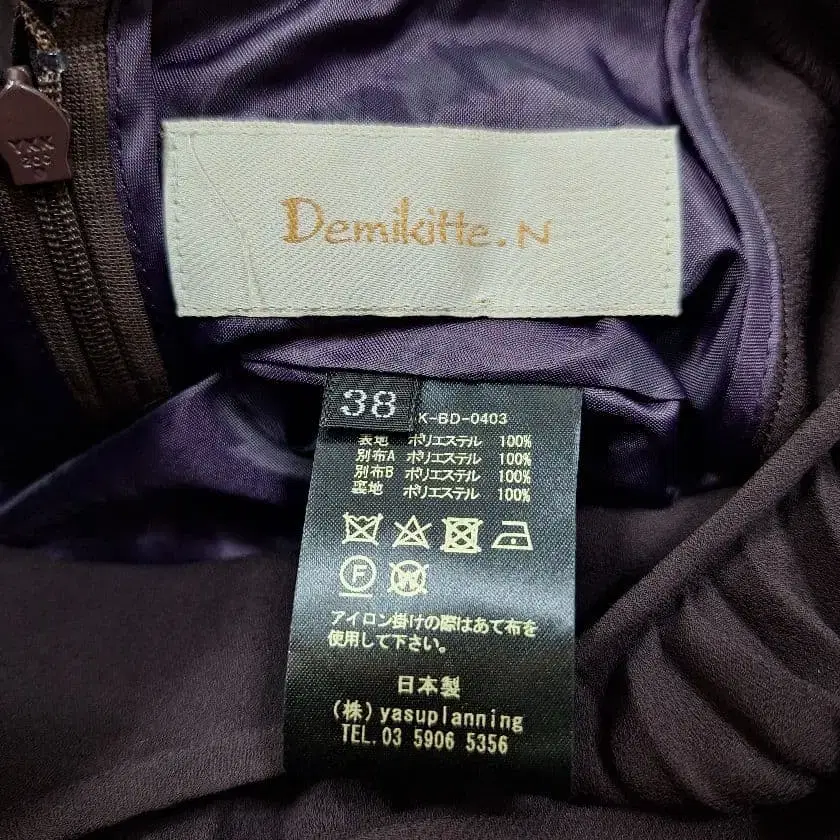 YKK
Demikitte.N
38
K-BD-0403
表地 ポリエステル 100%
別布A ポリエステル 100%
別布B ポリエステル 100%
裏地 ポリエステル 100%
F
W
アイロン掛けの際はあて布を
使用して下さい。
日本製
(株)yasuplanning
TEL.03 5906 5356